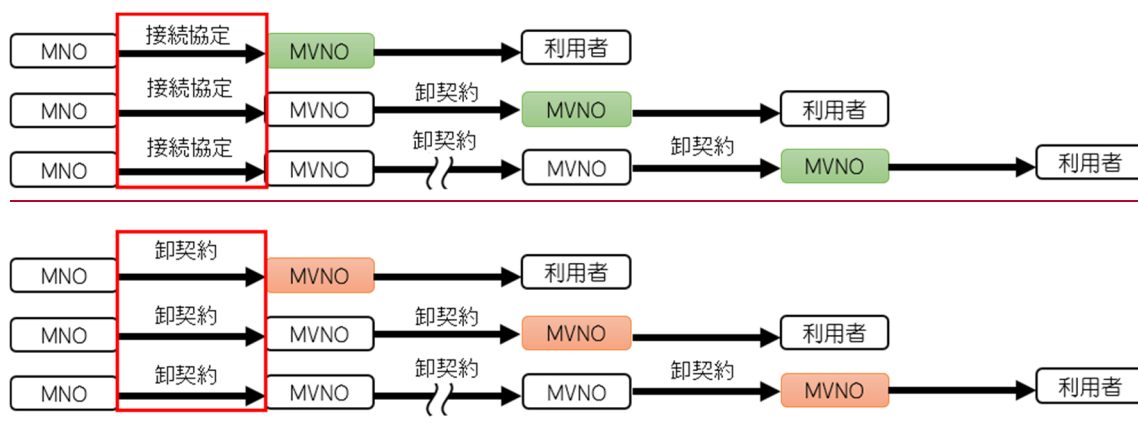 MNO 接続協定 MVNO 利用者
MNO 接続協定 MVNO 卸契約 MVNO 利用者
MNO 接続協定 MVNO 卸契約 MVNO 卸契約 MVNO 利用者
MNO 卸契約 MVNO 利用者
MNO 卸契約 MVNO 卸契約 MVNO 利用者
MNO 卸契約 MVNO 卸契約 MVNO 卸契約 MVNO 利用者